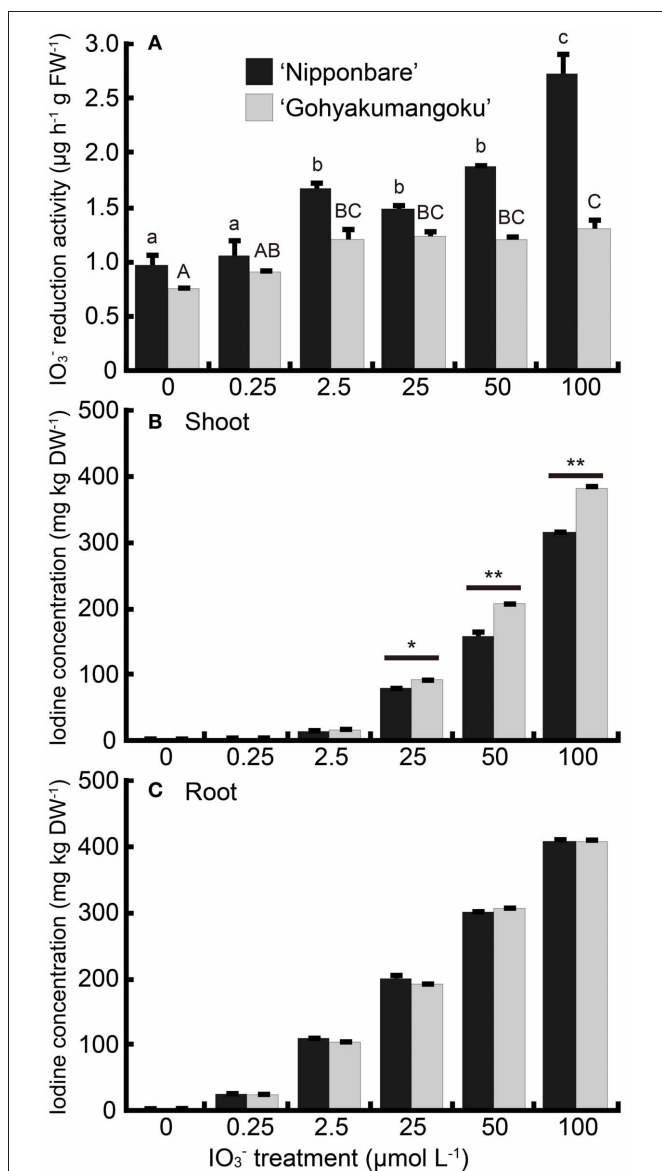 A
'Nipponbare'
'Gohyakumangoku'
IO₃⁻ reduction activity (µg h⁻¹ g FW⁻¹)
3.0
2.5
2.0
1.5
1.0
0.5
0
a A a AB b BC b BC b BC c C
0 0.25 2.5 25 50 100
B Shoot
Iodine concentration (mg kg DW⁻¹)
500
400
300
200
100
0
* ** **
0 0.25 2.5 25 50 100
C Root
Iodine concentration (mg kg DW⁻¹)
500
400
300
200
100
0
0 0.25 2.5 25 50 100
IO₃⁻ treatment (µmol L⁻¹)